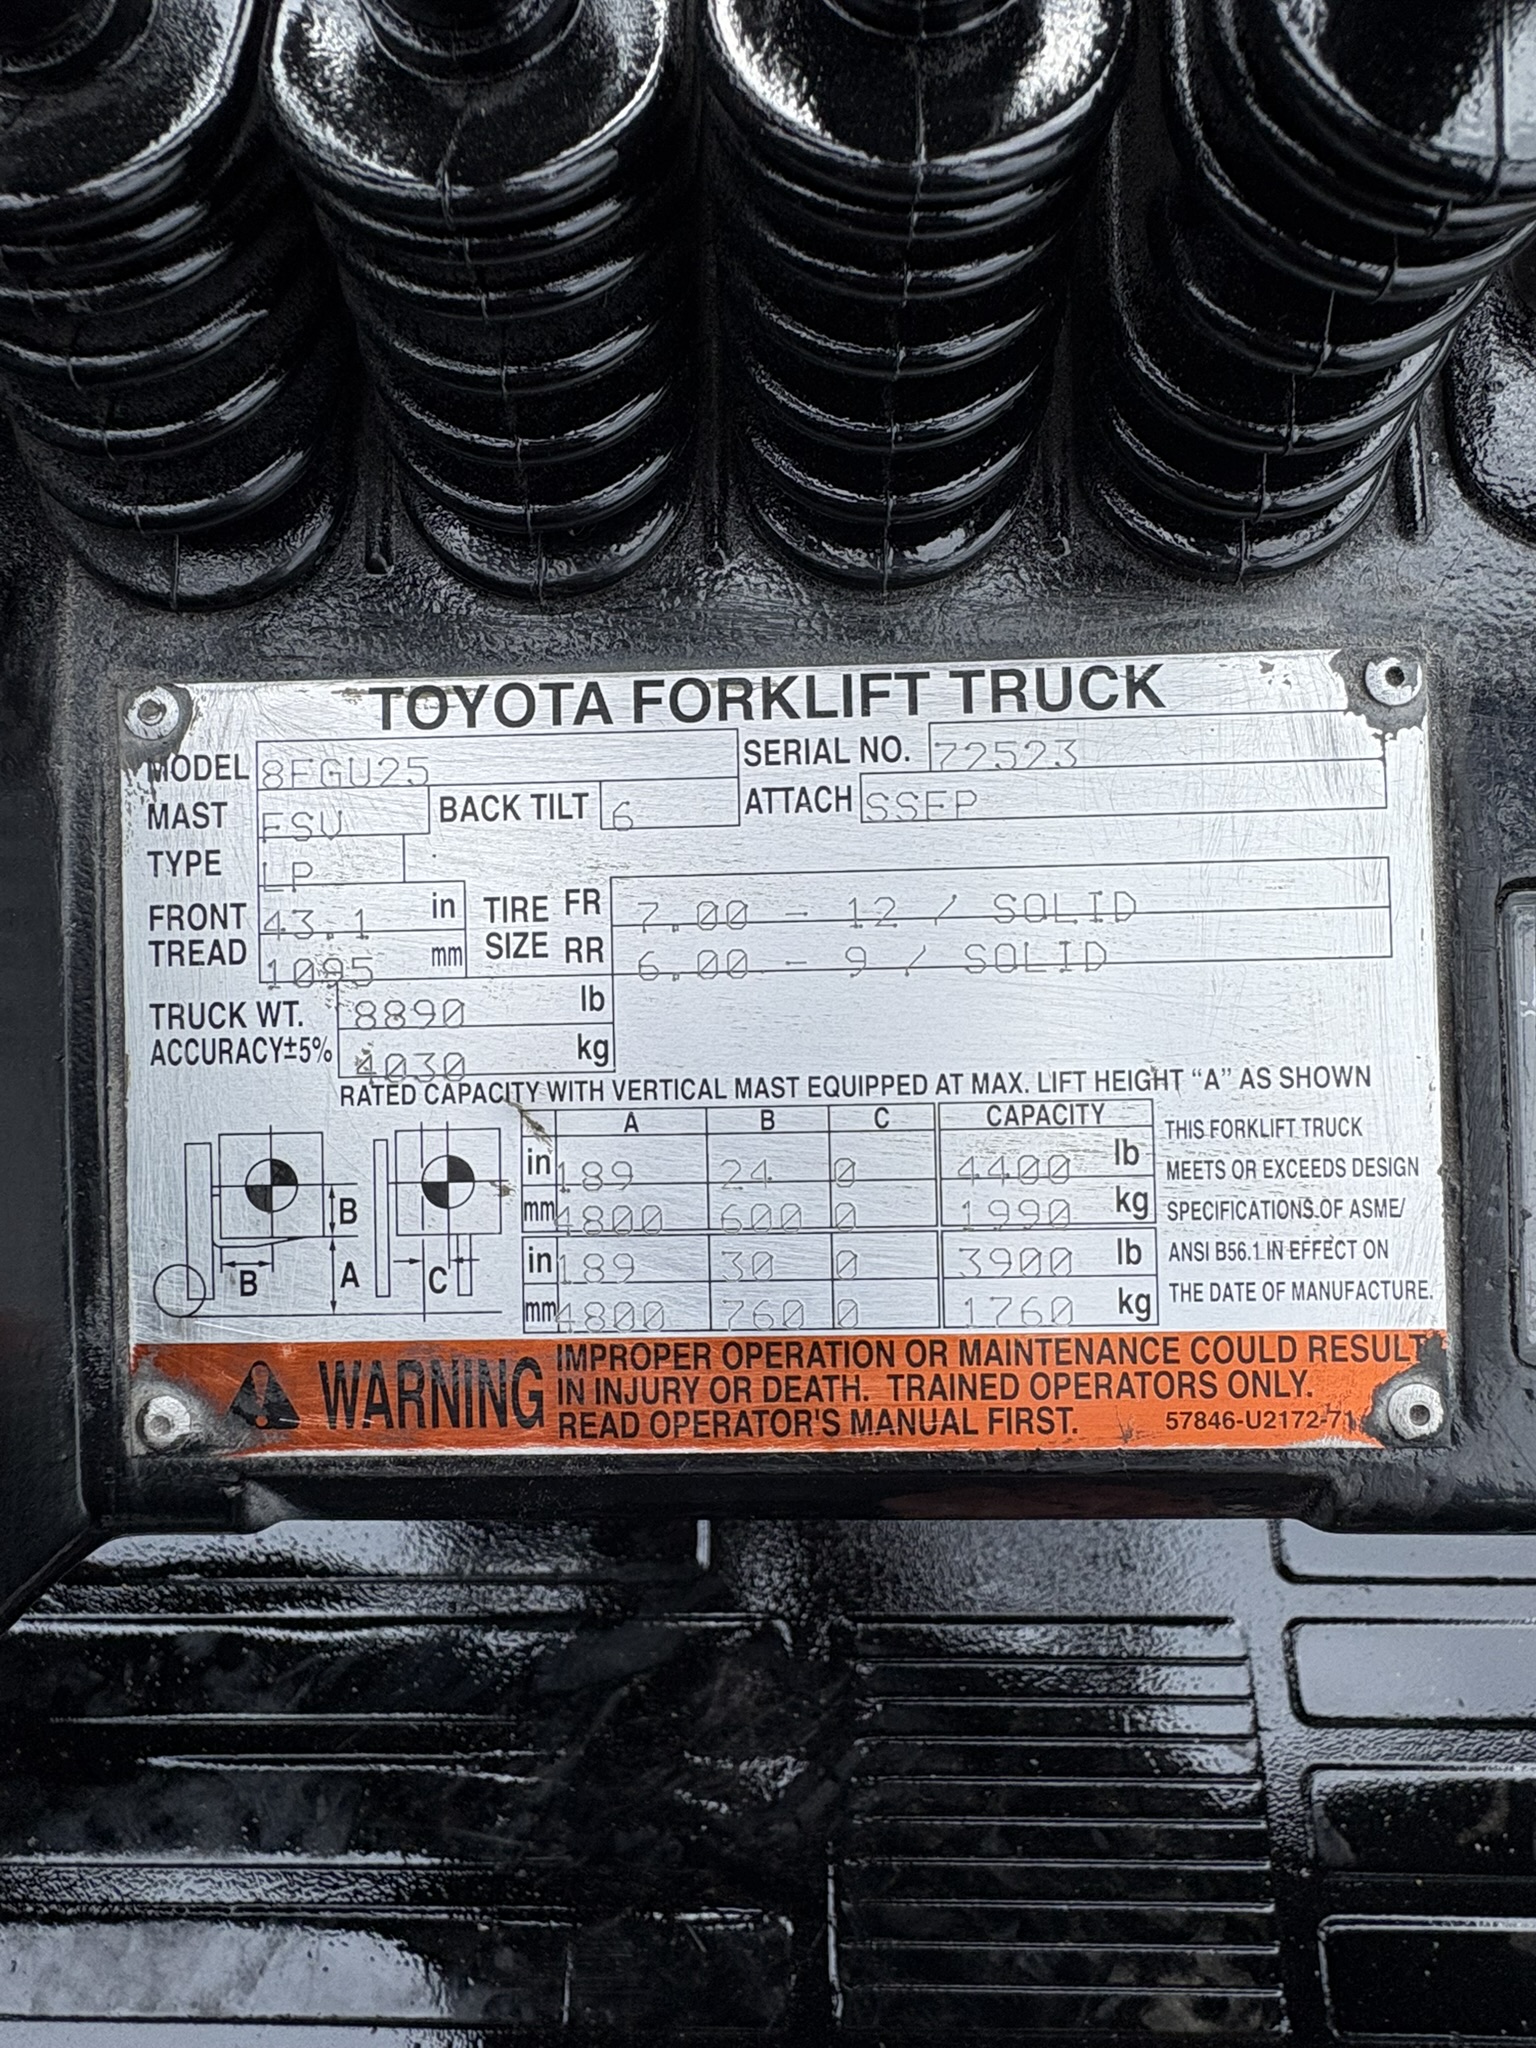 TOYOTA FORKLIFT TRUCK
MODEL 8FGU25 SERIAL NO. 72523
MAST FSV BACK TILT 6 ATTACH SSFP
TYPE LP
FRONT TREAD 43.1 in TIRE SIZE FR 7.00 - 12 / SOLID
1095 mm RR 6.00 - 9 / SOLID
TRUCK WT. 8890 lb
ACCURACY±5% 4030 kg
RATED CAPACITY WITH VERTICAL MAST EQUIPPED AT MAX. LIFT HEIGHT "A" AS SHOWN
A B C CAPACITY
in 189 24 0 4400 lb
mm 4800 600 0 1990 kg
in 189 30 0 3900 lb
mm 4800 760 0 1760 kg
B
B A C
THIS FORKLIFT TRUCK
MEETS OR EXCEEDS DESIGN
SPECIFICATIONS OF ASME/
ANSI B56.1 IN EFFECT ON
THE DATE OF MANUFACTURE.
WARNING
IMPROPER OPERATION OR MAINTENANCE COULD RESULT
IN INJURY OR DEATH. TRAINED OPERATORS ONLY.
READ OPERATOR'S MANUAL FIRST. 57846-U2172-71